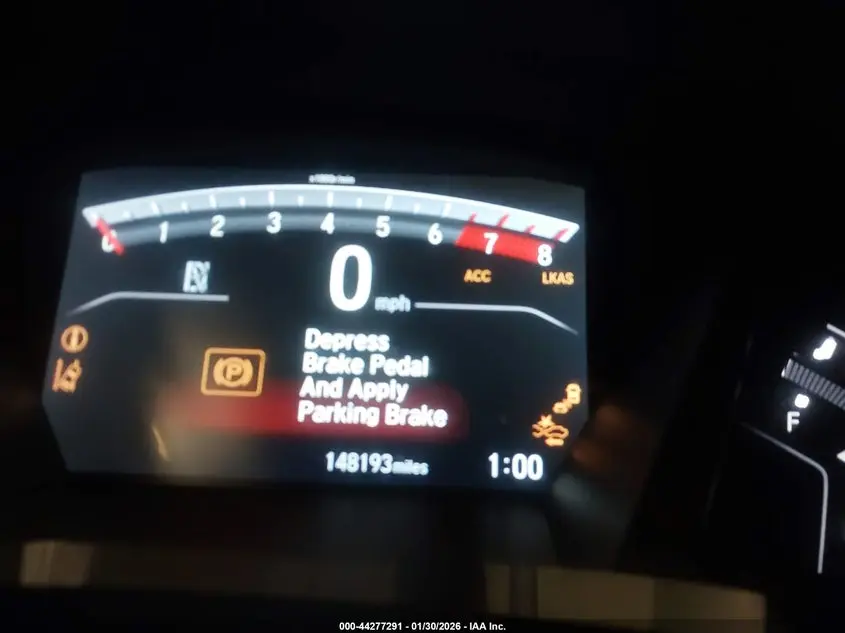 0 1 2 3 4 5 6 7 8
ACC LKAS
0 mph
Depress
Brake Pedal
And Apply
Parking Brake
P
148193miles 1:00
F
000-44277291 - 01/30/2026 - IAA Inc.